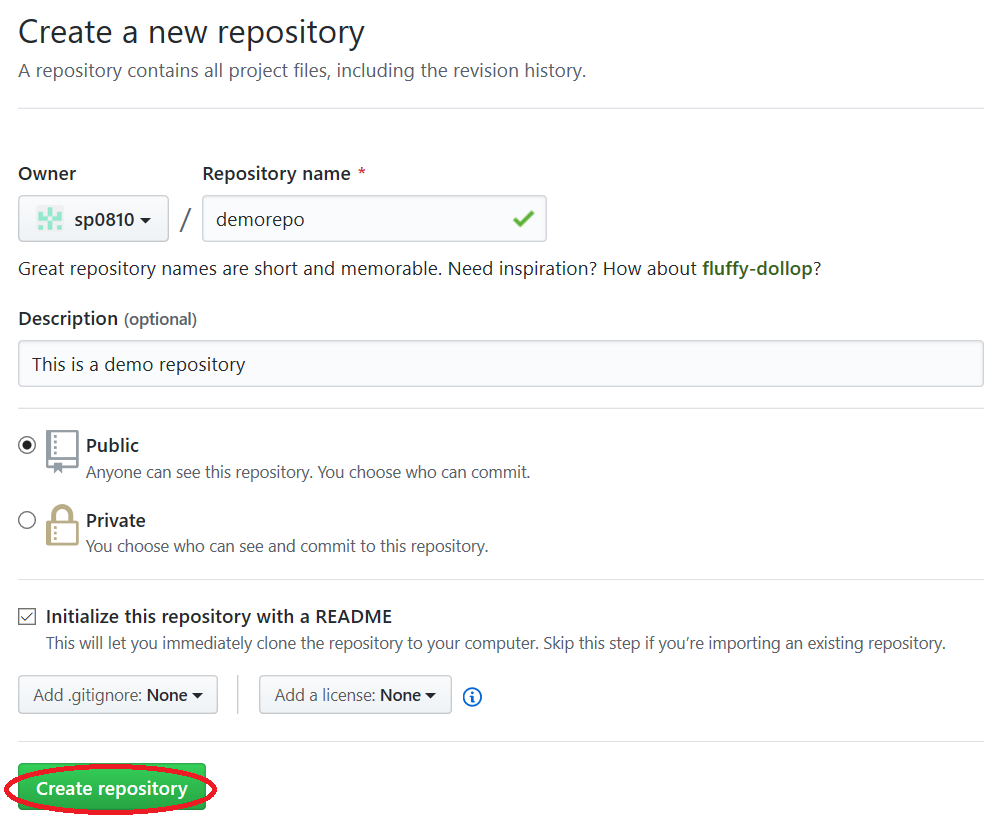 Create a new repository
A repository contains all project files, including the revision history.
Owner
Repository name *
sp0810
/
demorepo
Great repository names are short and memorable. Need inspiration? How about fluffy-dollop?
Description (optional)
This is a demo repository
Public
Anyone can see this repository. You choose who can commit.
Private
You choose who can see and commit to this repository.
Initialize this repository with a README
This will let you immediately clone the repository to your computer. Skip this step if you’re importing an existing repository.
Add .gitignore: None
Add a license: None
Create repository